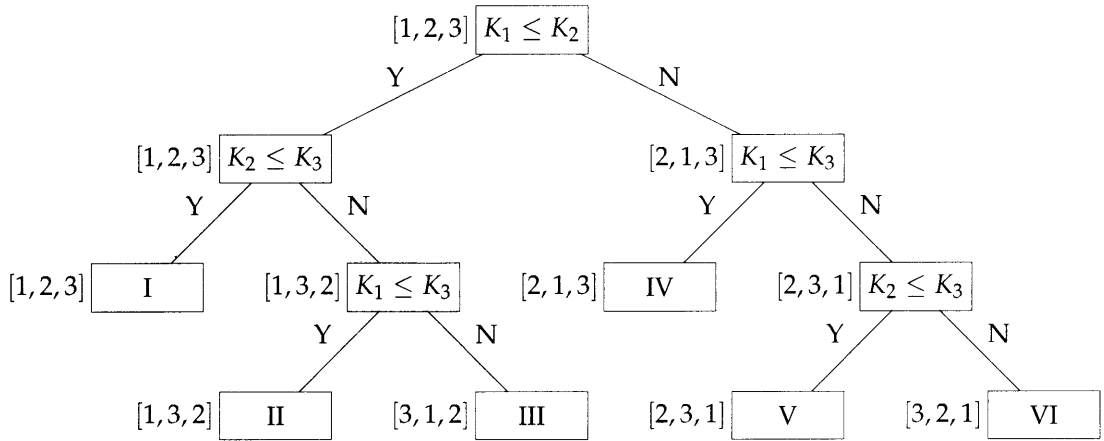 [1, 2, 3] K₁ ≤ K₂
Y N
[1, 2, 3] K₂ ≤ K₃ [2, 1, 3] K₁ ≤ K₃
Y N Y N
[1, 2, 3] I [1, 3, 2] K₁ ≤ K₃ [2, 1, 3] IV [2, 3, 1] K₂ ≤ K₃
Y N Y N
[1, 3, 2] II [3, 1, 2] III [2, 3, 1] V [3, 2, 1] VI